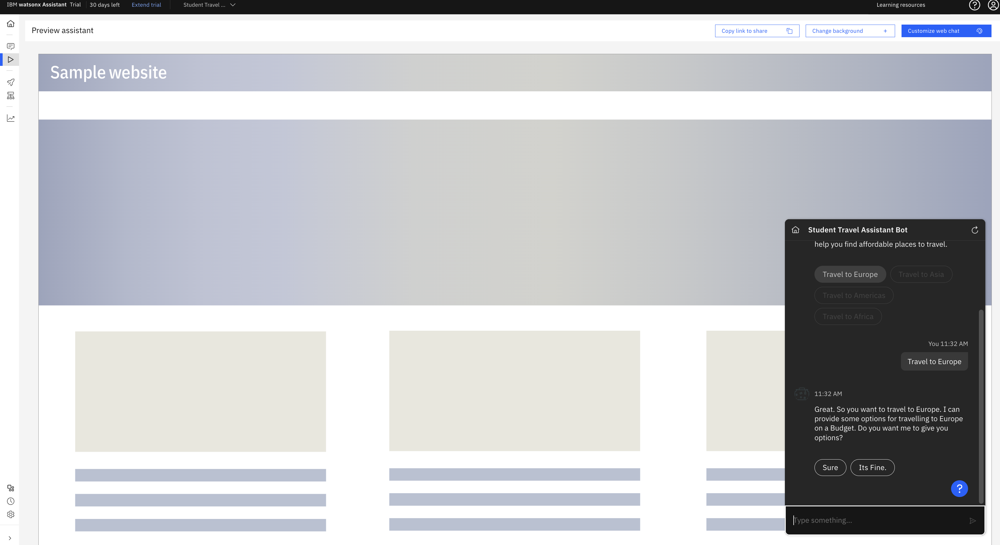 IBM watsonx Assistant Trial 30 days left Extend trial Student Travel ... Learning resources
Preview assistant
Copy link to share
Change background +
Customize web chat
Sample website
Student Travel Assistant Bot
help you find affordable places to travel.
Travel to Europe Travel to Asia
Travel to Americas
Travel to Africa
You 11:32 AM
Travel to Europe
11:32 AM
Great. So you want to travel to Europe. I can
provide some options for travelling to Europe
on a Budget. Do you want me to give you
options?
Sure Its Fine.
?
Type something...